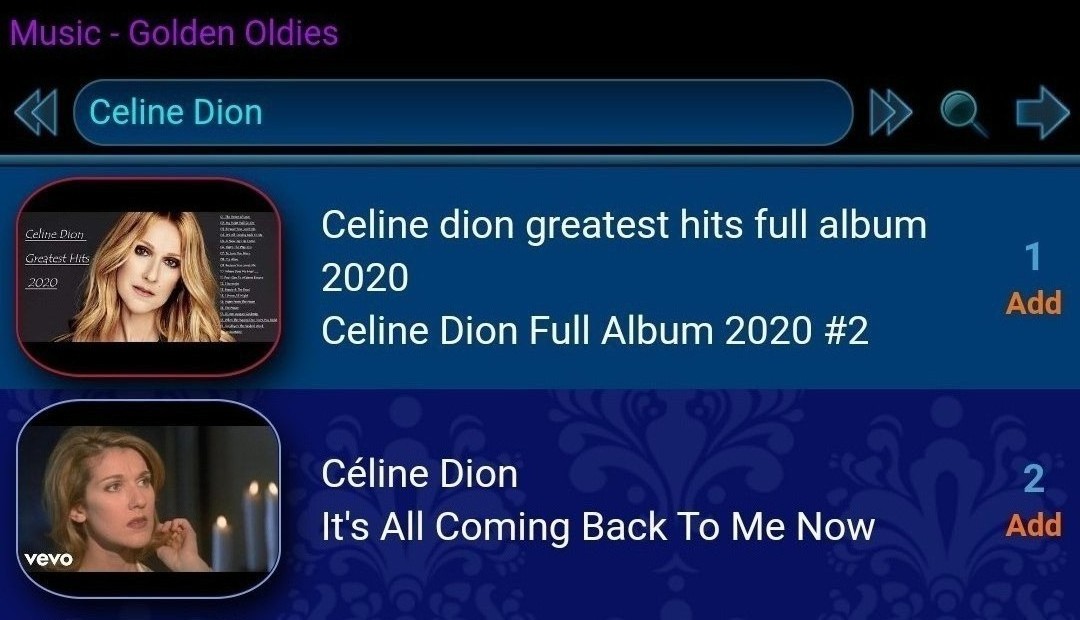 Music - Golden Oldies
Celine Dion
Celine Dion
Greatest Hits
2020
Celine dion greatest hits full album
2020
Celine Dion Full Album 2020 #2
1
Add
vevo
Céline Dion
It's All Coming Back To Me Now
2
Add